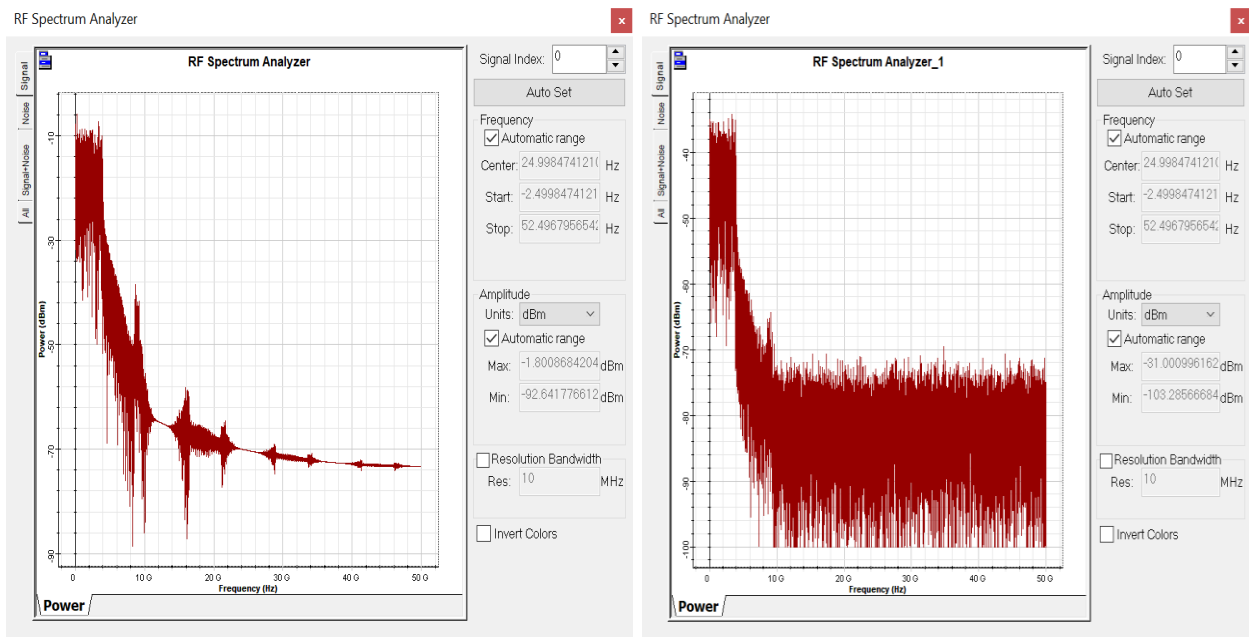 RF Spectrum Analyzer
x
RF Spectrum Analyzer
Signal
Noise
Signal+Noise
All
Power (dBm)
-10
-30
-50
-70
-90
0
10 G
20 G
30 G
40 G
50 G
Frequency (Hz)
Power
Signal Index: 0
Auto Set
Frequency
Automatic range
Center: 24.9984741210 Hz
Start: -2.4998474121 Hz
Stop: 52.4967956542 Hz
Amplitude
Units: dBm
Automatic range
Max: -1.8008684204 dBm
Min: -92.641776612 dBm
Resolution Bandwidth
Res: 10 MHz
Invert Colors
RF Spectrum Analyzer
x
RF Spectrum Analyzer_1
Signal
Noise
Signal+Noise
All
Power (dBm)
-40
-50
-60
-70
-80
-90
-100
0
10 G
20 G
30 G
40 G
50 G
Frequency (Hz)
Power
Signal Index: 0
Auto Set
Frequency
Automatic range
Center: 24.9984741210 Hz
Start: -2.4998474121 Hz
Stop: 52.4967956542 Hz
Amplitude
Units: dBm
Automatic range
Max: -31.000996162 dBm
Min: -103.28566684 dBm
Resolution Bandwidth
Res: 10 MHz
Invert Colors